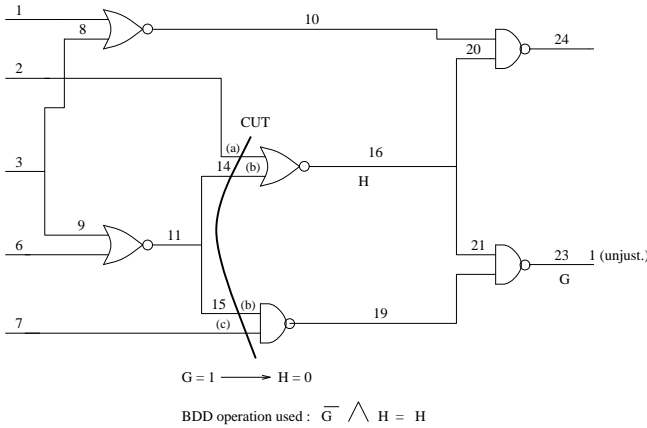 1
8
10
20
24
2
CUT
(a)
14 (b)
16
3
H
9
11
21
23
1 (unjust.)
6
G
15 (b)
(c)
19
7
G = 1 ⟶ H = 0
BDD operation used : G̅ ∧ H = H